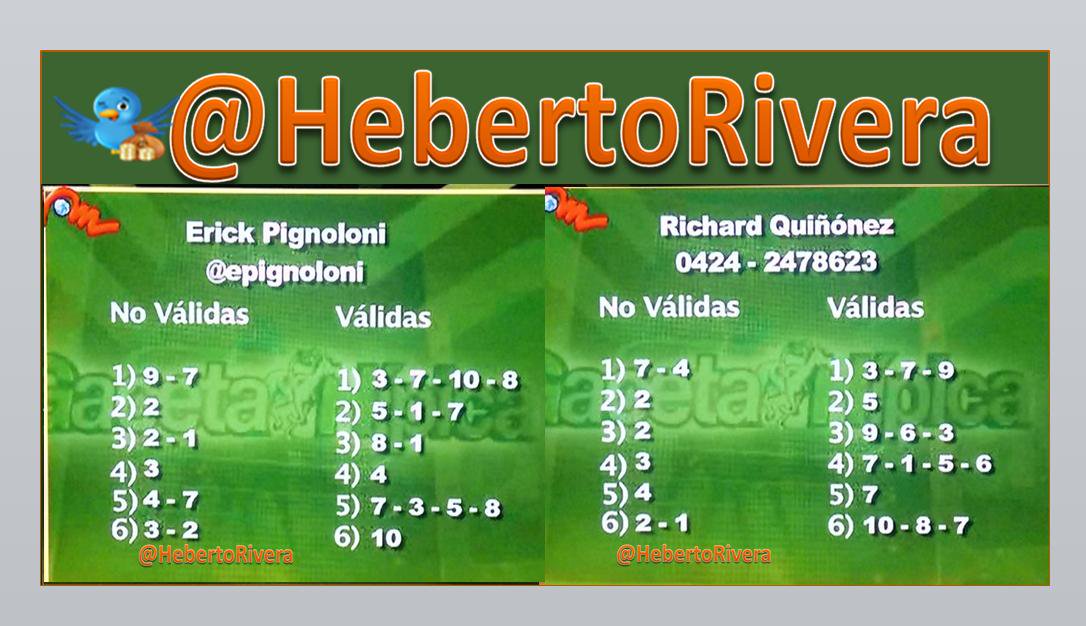 @HebertoRivera
Erick Pignoloni
@epignoloni
No Válidas Válidas
1) 9 - 7 1) 3 - 7 - 10 - 8
2) 2 2) 5 - 1 - 7
3) 2 - 1 3) 8 - 1
4) 3 4) 4
5) 4 - 7 5) 7 - 3 - 5 - 8
6) 3 - 2 6) 10
@HebertoRivera
Richard Quiñónez
0424 - 2478623
No Válidas Válidas
1) 7 - 4 1) 3 - 7 - 9
2) 2 2) 5
3) 2 3) 9 - 6 - 3
4) 3 4) 7 - 1 - 5 - 6
5) 4 5) 7
6) 2 - 1 6) 10 - 8 - 7
@HebertoRivera
Gaceta Hípica
Gaceta Hípica